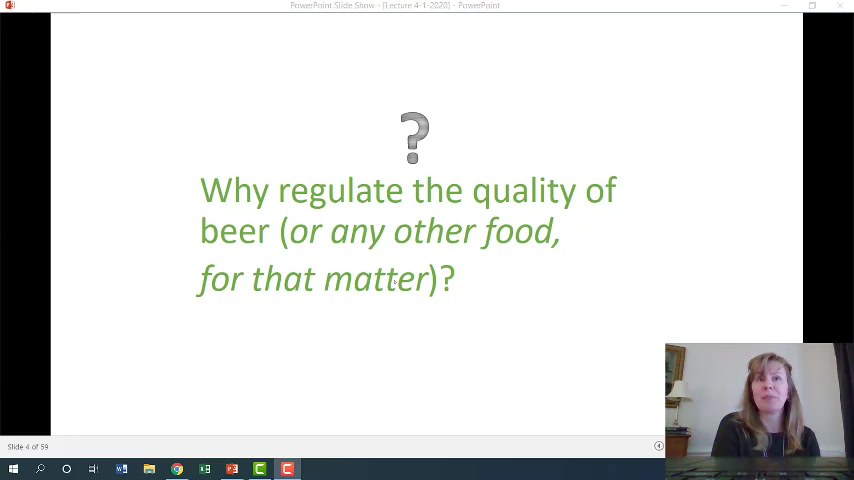 PowerPoint Slide Show - [Lecture 4-1-2020] - PowerPoint
?
Why regulate the quality of
beer (or any other food,
for that matter)?
Slide 4 of 59